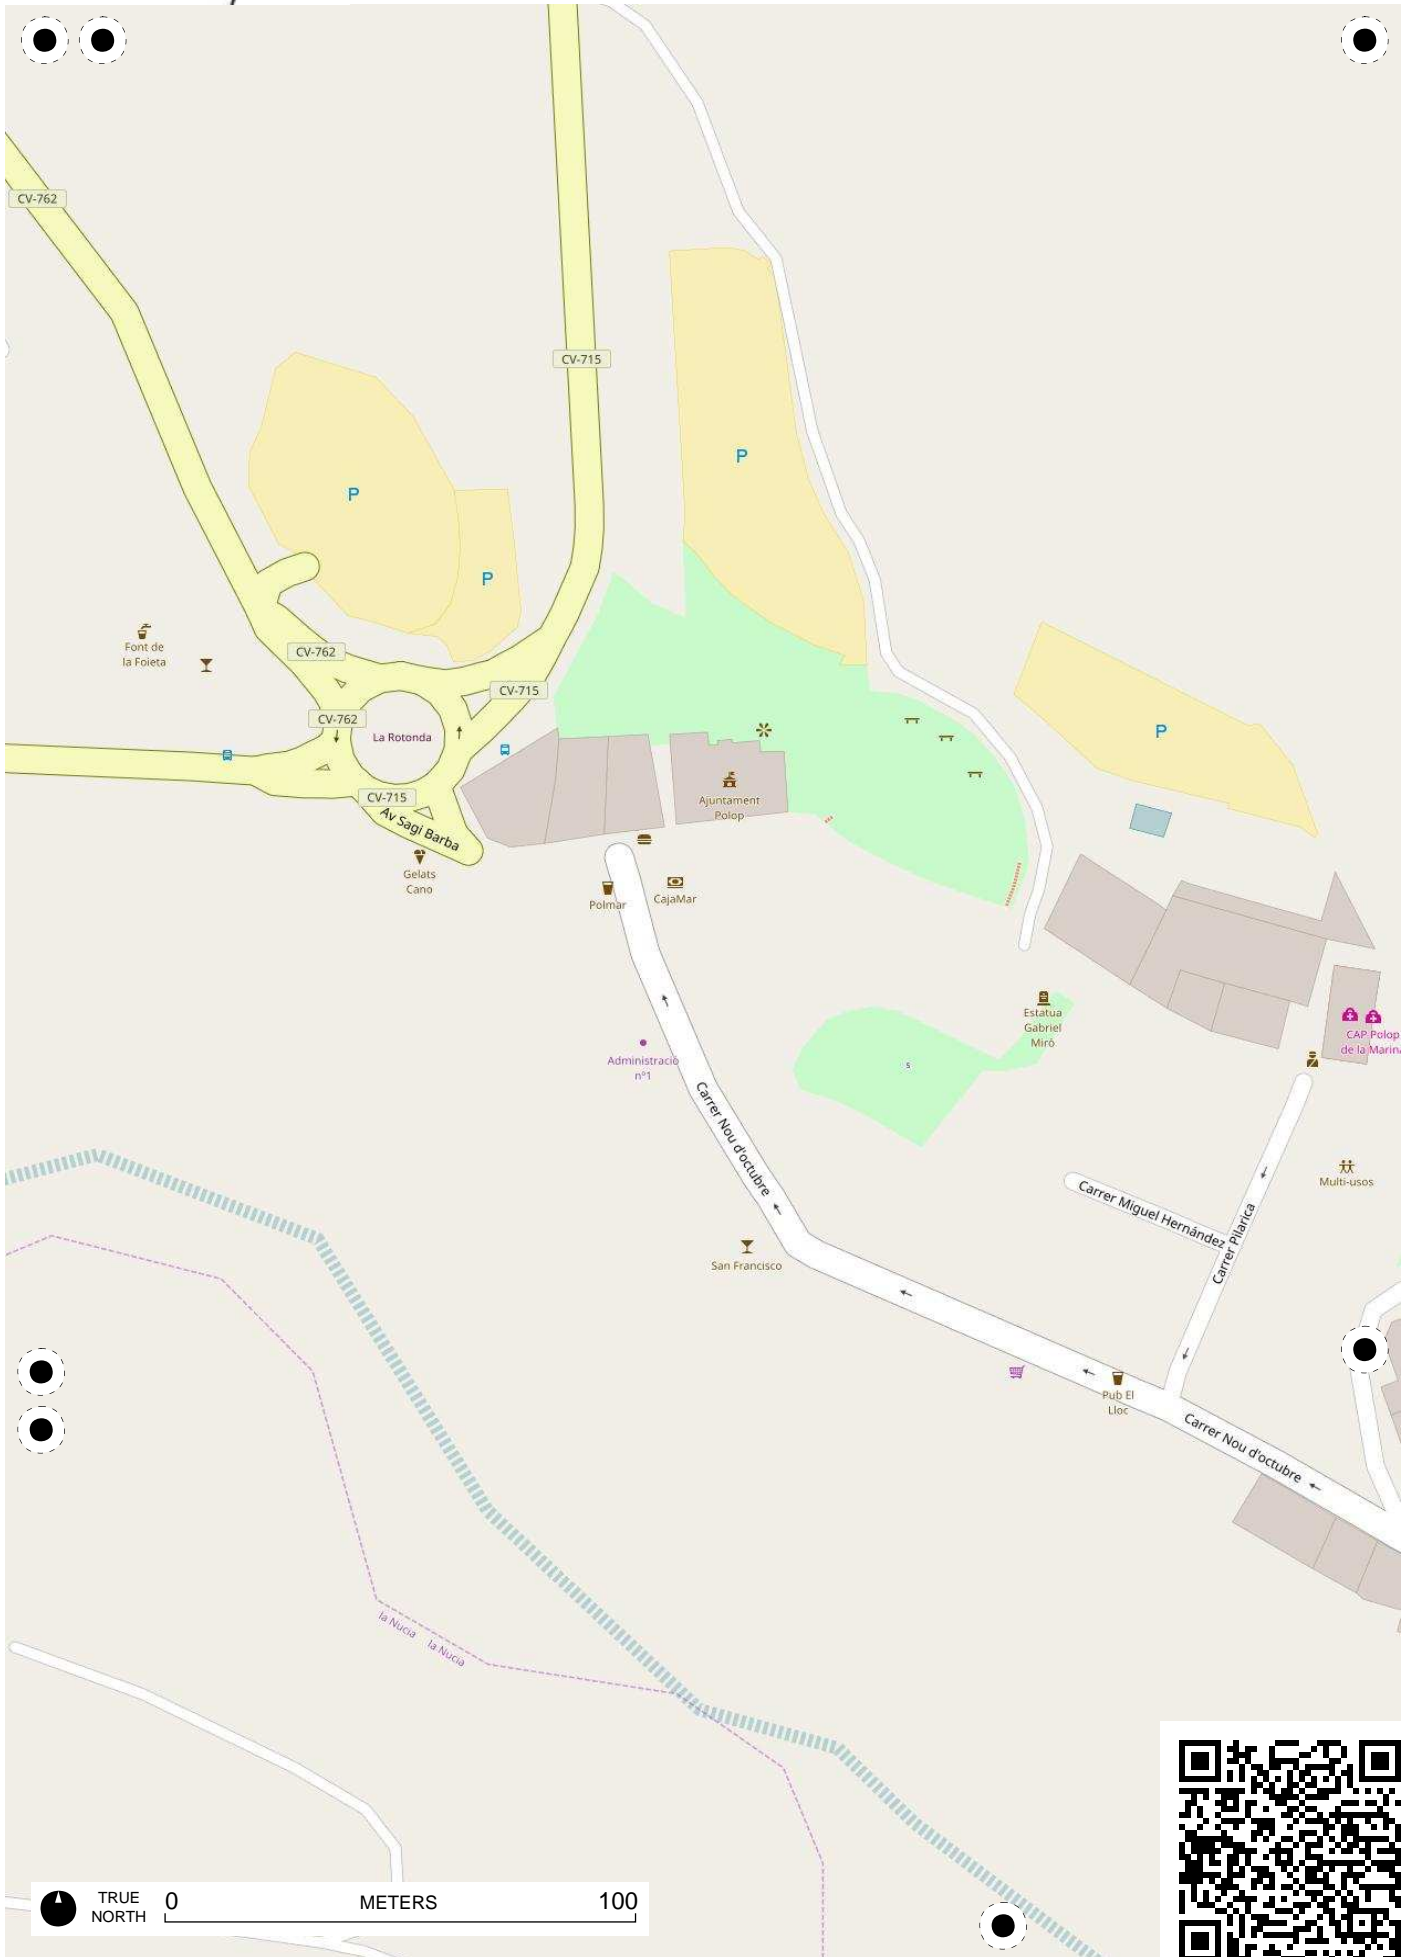 CV-762
CV-715
P
P
P
Font de
la Foieta
CV-762
CV-715
CV-762
La Rotonda
P
CV-715
Av Sagi Barba
Ajuntament
Polop
Gelats
Cano
Polmar
CajaMar
Estatua
Gabriel
Miró
CAP Polop
de la Marina
Administració
nº1
s
Carrer Nou d'octubre
Multi-usos
Carrer Miguel Hernández
Carrer Pilarica
San Francisco
Pub El
Lloc
Carrer Nou d'octubre
la Nucia
la Nucia
TRUE
NORTH
0 METERS 100